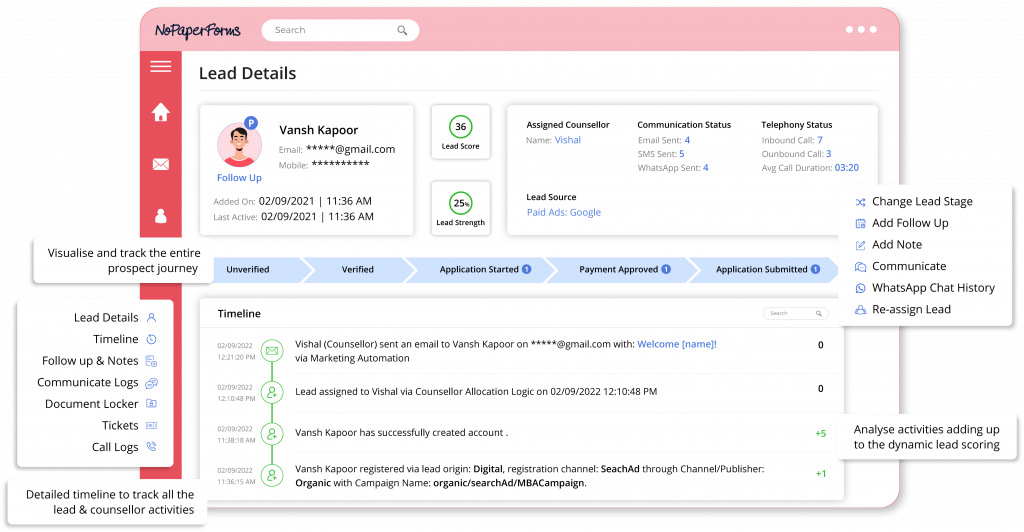 NoPaperForms
Search
Lead Details
P
Vansh Kapoor
Email: *****@gmail.com
Mobile: **********
Follow Up
Added On: 02/09/2021 | 11:36 AM
Last Active: 02/09/2021 | 11:36 AM
36
Lead Score
25%
Lead Strength
Assigned Counsellor
Name: Vishal
Lead Source
Paid Ads: Google
Communication Status
Email Sent: 4
SMS Sent: 5
WhatsApp Sent: 4
Telephony Status
Inbound Call: 7
Ounbound Call: 3
Avg Call Duration: 03:20
Change Lead Stage
Add Follow Up
Add Note
Communicate
WhatsApp Chat History
Re-assign Lead
Visualise and track the entire
prospect journey
Unverified
Verified
Application Started 1
Payment Approved 1
Application Submitted 1
Lead Details
Timeline
Follow up & Notes
Communicate Logs
Document Locker
Tickets
Call Logs
Timeline
Search
02/09/2022
12:21:20 PM
Vishal (Counsellor) sent an email to Vansh Kapoor on *****@gmail.com with: Welcome [name]!
via Marketing Automation
0
02/09/2022
12:10:48 PM
Lead assigned to Vishal via Counsellor Allocation Logic on 02/09/2022 12:10:48 PM
0
02/09/2022
11:38:18 AM
Vansh Kapoor has successfully created account .
+5
02/09/2022
11:36:15 AM
Vansh Kapoor registered via lead origin: Digital, registration channel: SeachAd through Channel/Publisher:
Organic with Campaign Name: organic/searchAd/MBACampaign.
+1
Analyse activities adding up
to the dynamic lead scoring
Detailed timeline to track all the
lead & counsellor activities